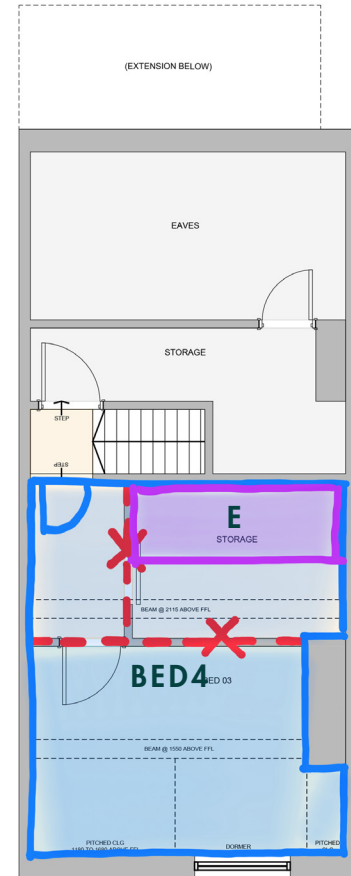 (EXTENSION BELOW)
EAVES
STORAGE
STEP
STEP
E
STORAGE
BEAM @ 2115 ABOVE FFL
BED4
BED 03
BEAM @ 1550 ABOVE FFL
PITCHED CLG
DORMER
PITCHED
CLG